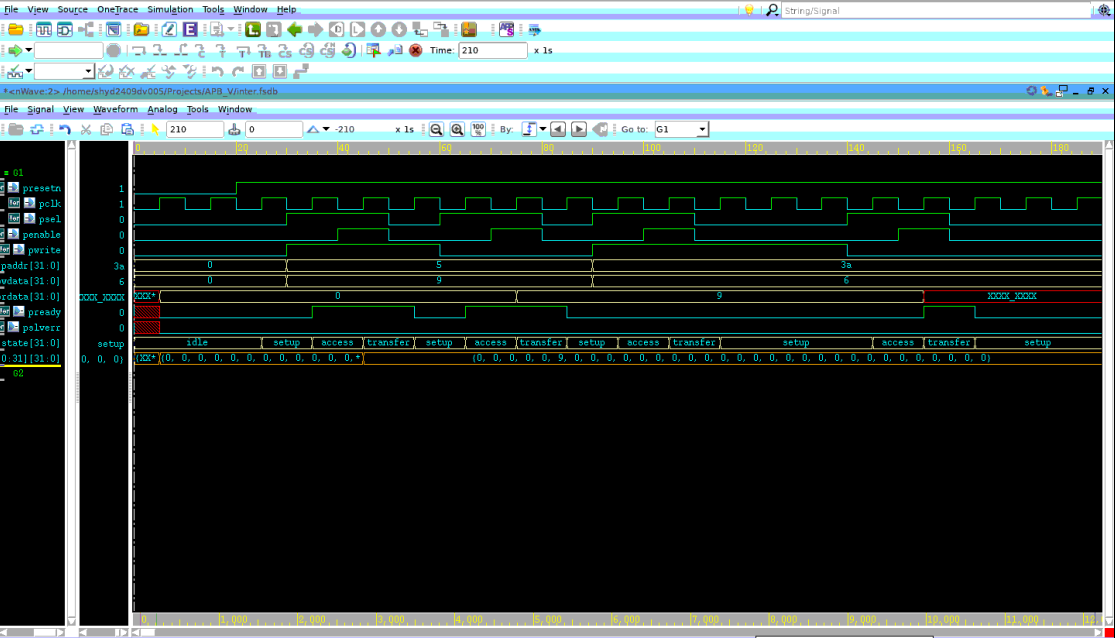 File View Source OneTrace Simulation Tools Window Help
String/Signal
Time: 210 x 1s
*<nWave:2> /home/shyd2409dv005/Projects/APB_V/inter.fsdb
File Signal View Waveform Analog Tools Window
210 0 -210 x 1s 100 % By: Go to: G1
0 20 40 60 80 100 120 140 160 180
G1
presetn 1
pclk 1
psel 0
penable 0
pwrite 0
paddr[31:0] 3a 0 5 3a
wdata[31:0] 6 0 9 6
rdata[31:0] XXX_XXXX XXX* 0 9 XXXX_XXXX
pready 0
pslverr 0
state[31:0] setup idle setup access transfer setup access transfer setup access transfer setup access transfer setup
0:31][31:0] 0, 0, 0) (XX* (0, 0, 0, 0, 0, 0, 0, 0, 0, 0, 0, 0,* (0, 0, 0, 0, 0, 9, 0, 0, 0, 0, 0, 0, 0, 0, 0, 0, 0, 0, 0, 0, 0, 0, 0, 0, 0, 0, 0, 0, 0, 0, 0, 0)
G2
0 1,000 2,000 3,000 4,000 5,000 6,000 7,000 8,000 9,000 10,000 11,000